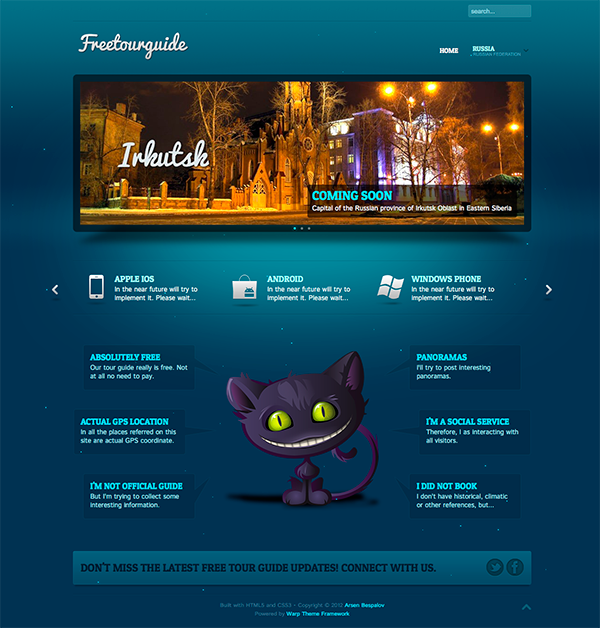 search...
Freetourguide
HOME
RUSSIA
RUSSIAN FEDERATION
Irkutsk
COMING SOON
Capital of the Russian province of Irkutsk Oblast in Eastern Siberia
APPLE IOS
In the near future will try to
implement it. Please wait...
ANDROID
In the near future will try to
implement it. Please wait...
WINDOWS PHONE
In the near future will try to
implement it. Please wait...
ABSOLUTELY FREE
Our tour guide really is free. Not
at all no need to pay.
PANORAMAS
I'll try to post interesting
panoramas.
ACTUAL GPS LOCATION
In all the places referred on this
site are actual GPS coordinate.
I'M A SOCIAL SERVICE
Therefore, I as interacting with
all visitors.
I'M NOT OFFICIAL GUIDE
But I'm trying to collect some
interesting information.
I DID NOT BOOK
I don't have historical, climatic
or other references, but...
DON'T MISS THE LATEST FREE TOUR GUIDE UPDATES! CONNECT WITH US.
Built with HTML5 and CSS3 - Copyright © 2012 Arsen Bespalov
Powered by Warp Theme Framework